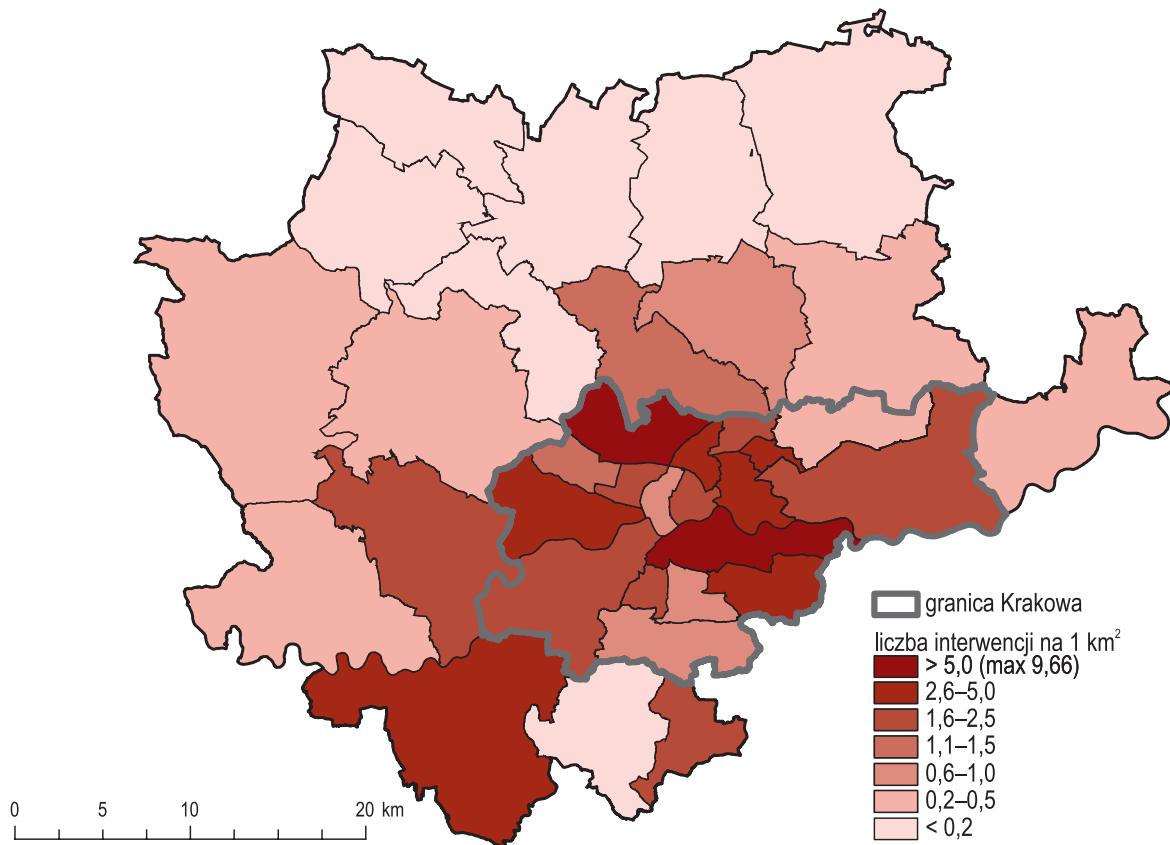 granica Krakowa
liczba interwencji na 1 km²
> 5,0 (max 9,66)
2,6–5,0
1,6–2,5
1,1–1,5
0,6–1,0
0,2–0,5
< 0,2
0 5 10 20 km